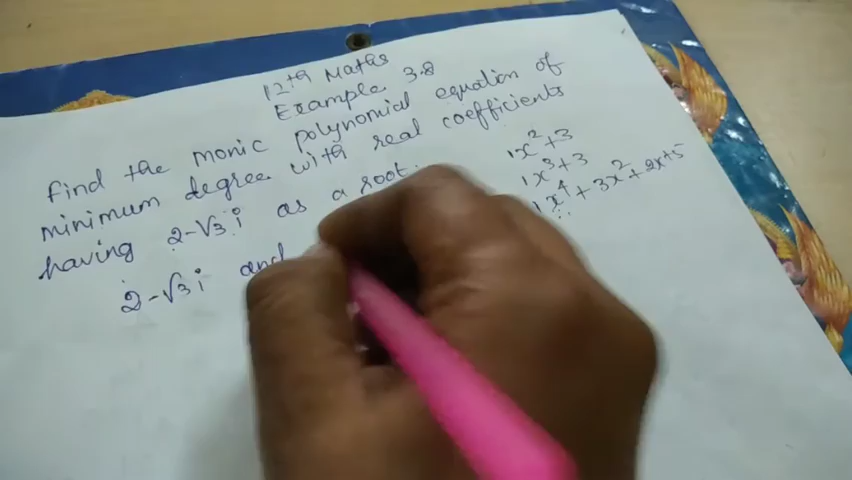 12th Maths
Example 3.8
Find the monic polynomial equation of
minimum degree with real coefficients
having 2-√3i as a root.
2-√3i and
1x²+3
1x³+3
1x⁴+3x²+2x+5